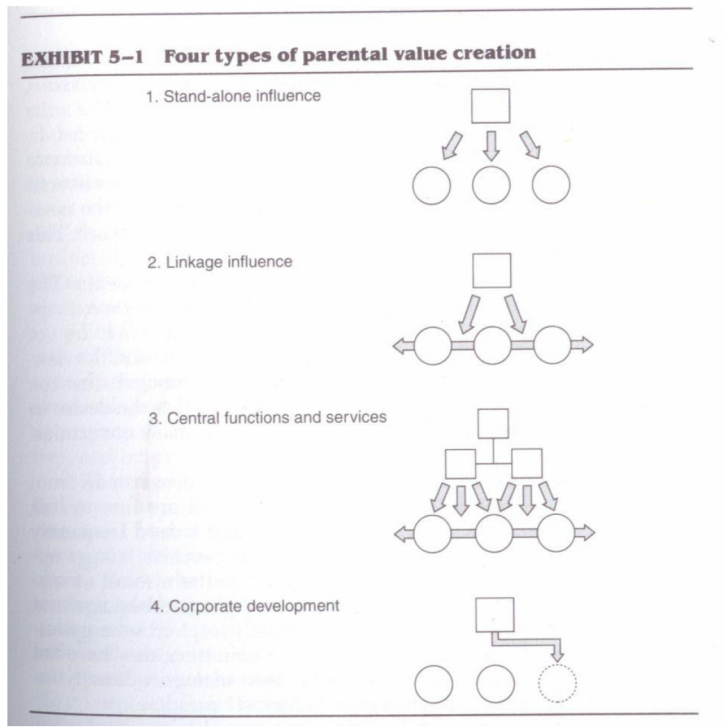 EXHIBIT 5–1 Four types of parental value creation
1. Stand-alone influence
2. Linkage influence
3. Central functions and services
4. Corporate development